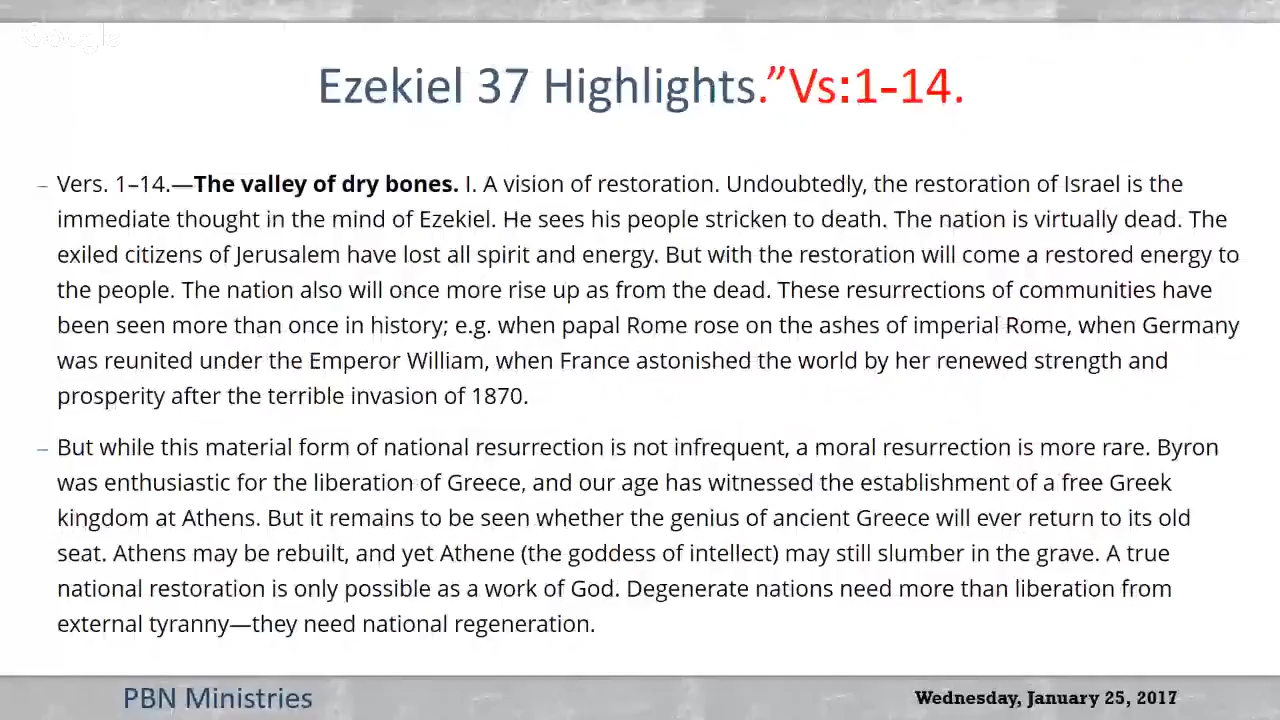 Google
Ezekiel 37 Highlights.”Vs:1-14.
– Vers. 1–14.—The valley of dry bones. I. A vision of restoration. Undoubtedly, the restoration of Israel is the
immediate thought in the mind of Ezekiel. He sees his people stricken to death. The nation is virtually dead. The
exiled citizens of Jerusalem have lost all spirit and energy. But with the restoration will come a restored energy to
the people. The nation also will once more rise up as from the dead. These resurrections of communities have
been seen more than once in history; e.g. when papal Rome rose on the ashes of imperial Rome, when Germany
was reunited under the Emperor William, when France astonished the world by her renewed strength and
prosperity after the terrible invasion of 1870.
– But while this material form of national resurrection is not infrequent, a moral resurrection is more rare. Byron
was enthusiastic for the liberation of Greece, and our age has witnessed the establishment of a free Greek
kingdom at Athens. But it remains to be seen whether the genius of ancient Greece will ever return to its old
seat. Athens may be rebuilt, and yet Athene (the goddess of intellect) may still slumber in the grave. A true
national restoration is only possible as a work of God. Degenerate nations need more than liberation from
external tyranny—they need national regeneration.
PBN Ministries
Wednesday, January 25, 2017